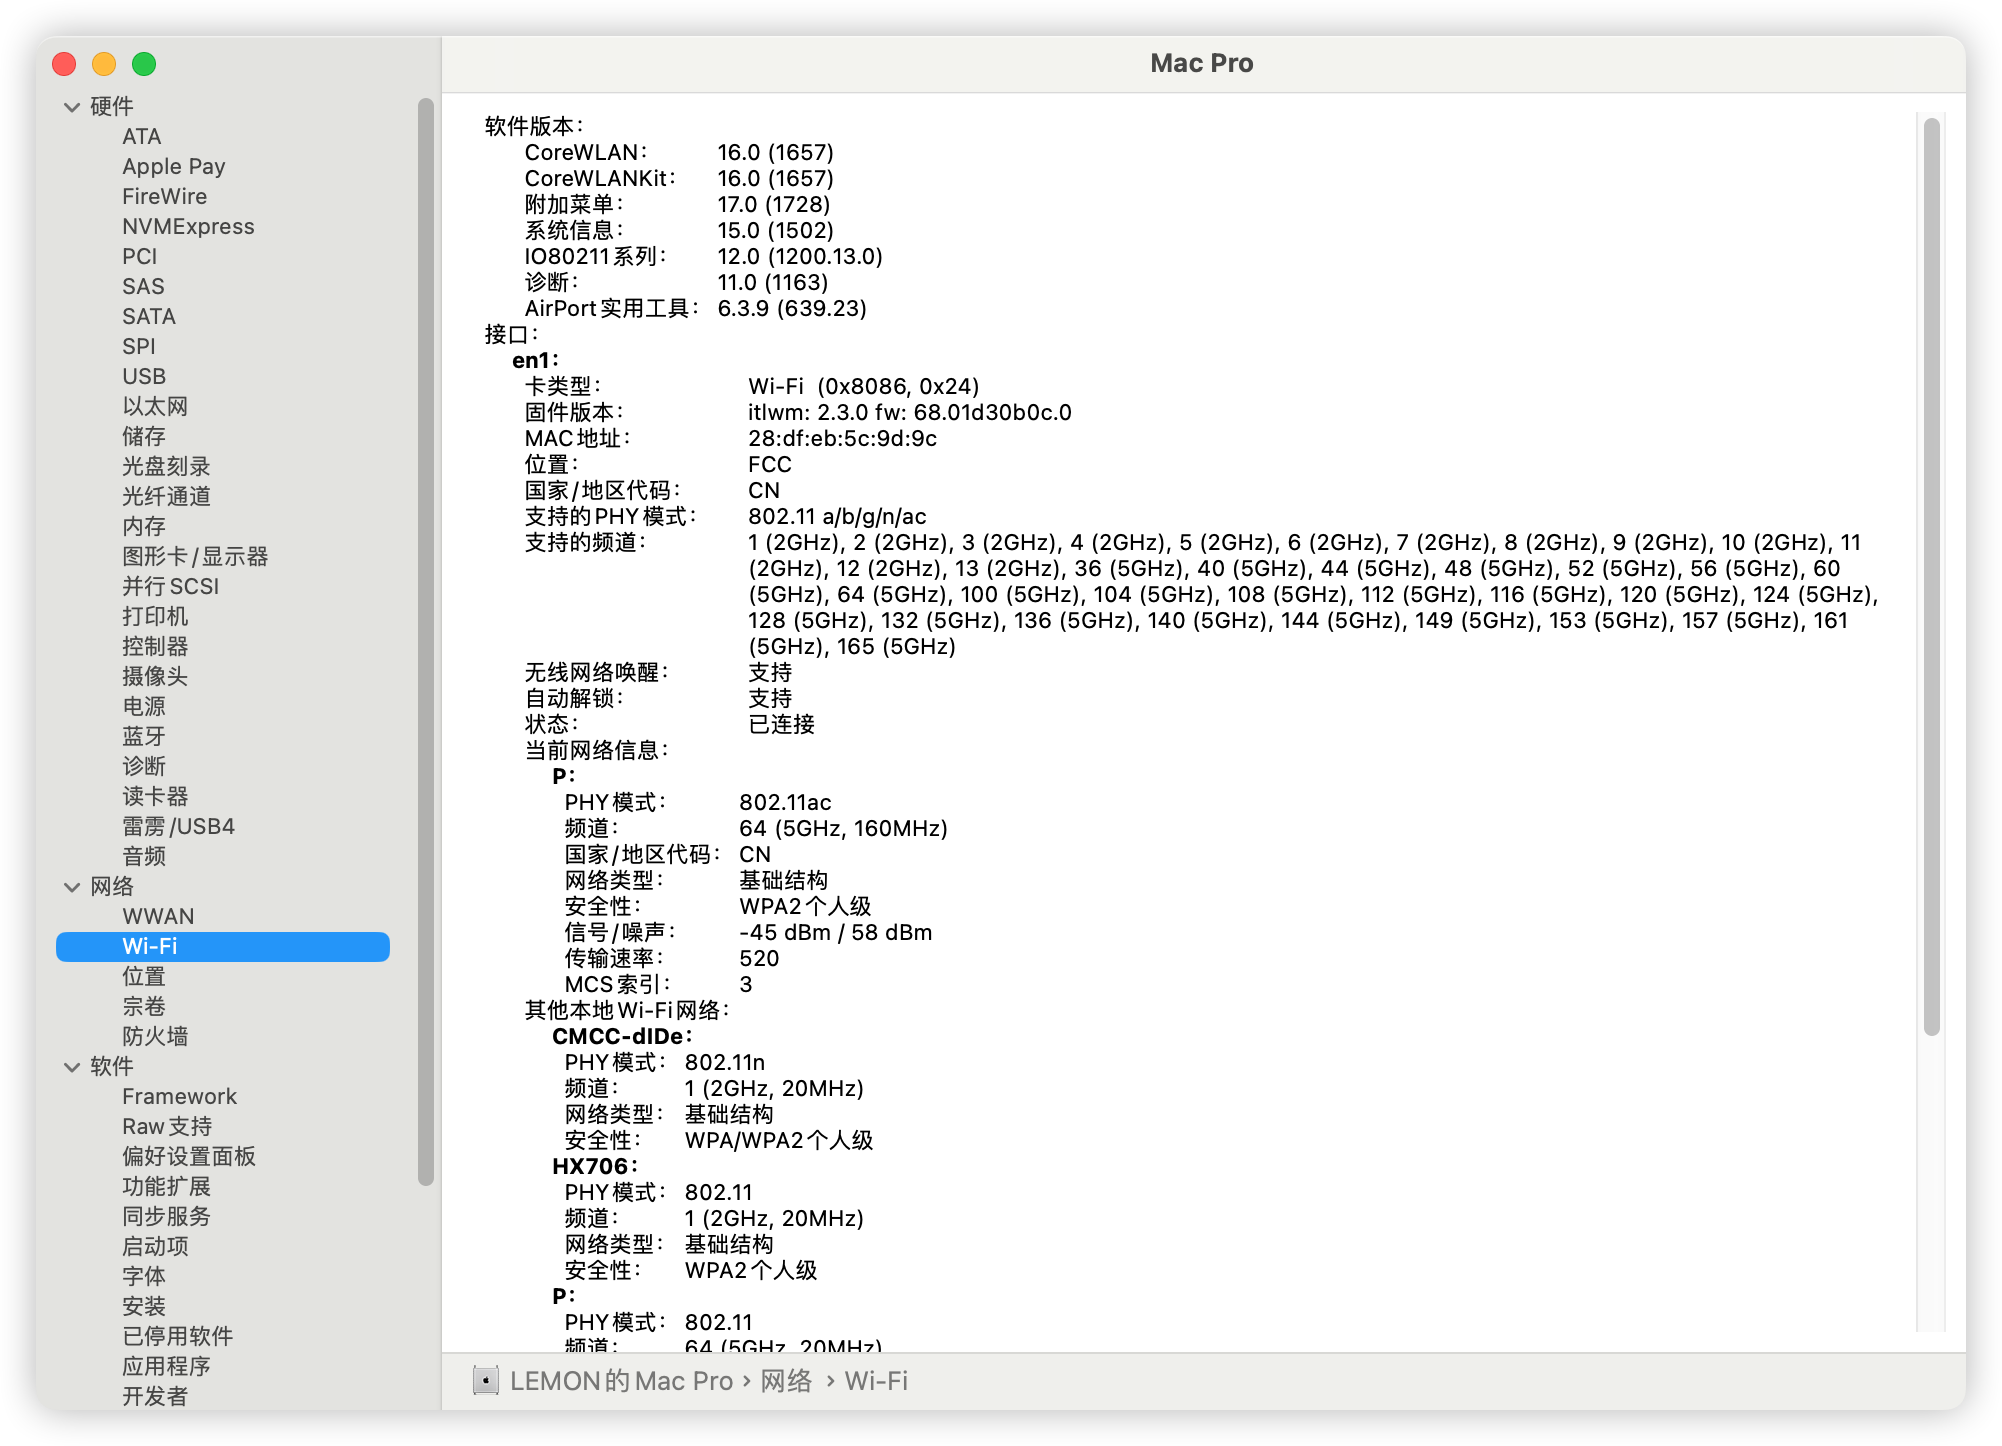 硬件
ATA
Apple Pay
FireWire
NVMExpress
PCI
SAS
SATA
SPI
USB
以太网
储存
光盘刻录
光纤通道
内存
图形卡/显示器
并行SCSI
打印机
控制器
摄像头
电源
蓝牙
诊断
读卡器
雷雳/USB4
音频
网络
WWAN
Wi-Fi
位置
宗卷
防火墙
软件
Framework
Raw支持
偏好设置面板
功能扩展
同步服务
启动项
字体
安装
已停用软件
应用程序
开发者
Mac Pro
软件版本：
CoreWLAN： 16.0 (1657)
CoreWLANKit： 16.0 (1657)
附加菜单： 17.0 (1728)
系统信息： 15.0 (1502)
IO80211系列： 12.0 (1200.13.0)
诊断： 11.0 (1163)
AirPort实用工具： 6.3.9 (639.23)
接口：
en1：
卡类型： Wi-Fi  (0x8086, 0x24)
固件版本： itlwm: 2.3.0 fw: 68.01d30b0c.0
MAC地址： 28:df:eb:5c:9d:9c
位置： FCC
国家/地区代码： CN
支持的PHY模式： 802.11 a/b/g/n/ac
支持的频道： 1 (2GHz), 2 (2GHz), 3 (2GHz), 4 (2GHz), 5 (2GHz), 6 (2GHz), 7 (2GHz), 8 (2GHz), 9 (2GHz), 10 (2GHz), 11
(2GHz), 12 (2GHz), 13 (2GHz), 36 (5GHz), 40 (5GHz), 44 (5GHz), 48 (5GHz), 52 (5GHz), 56 (5GHz), 60
(5GHz), 64 (5GHz), 100 (5GHz), 104 (5GHz), 108 (5GHz), 112 (5GHz), 116 (5GHz), 120 (5GHz), 124 (5GHz),
128 (5GHz), 132 (5GHz), 136 (5GHz), 140 (5GHz), 144 (5GHz), 149 (5GHz), 153 (5GHz), 157 (5GHz), 161
(5GHz), 165 (5GHz)
无线网络唤醒： 支持
自动解锁： 支持
状态： 已连接
当前网络信息：
P：
PHY模式： 802.11ac
频道： 64 (5GHz, 160MHz)
国家/地区代码： CN
网络类型： 基础结构
安全性： WPA2个人级
信号/噪声： -45 dBm / 58 dBm
传输速率： 520
MCS索引： 3
其他本地Wi-Fi网络：
CMCC-dIDe：
PHY模式： 802.11n
频道： 1 (2GHz, 20MHz)
网络类型： 基础结构
安全性： WPA/WPA2个人级
HX706：
PHY模式： 802.11
频道： 1 (2GHz, 20MHz)
网络类型： 基础结构
安全性： WPA2个人级
P：
PHY模式： 802.11
频道： 64 (5GHz, 20MHz)
LEMON的Mac Pro › 网络 › Wi-Fi